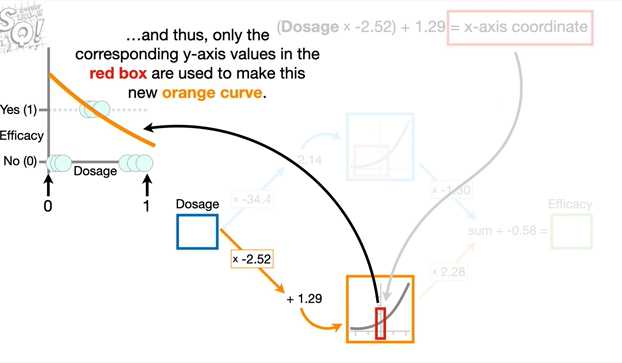 …and thus, only the
corresponding y-axis values in the
red box are used to make this
new orange curve.
(Dosage x -2.52) + 1.29 = x-axis coordinate
Yes (1)
Efficacy
No (0)
Dosage
0
1
Dosage
x -34.4
2.14
x -1.30
Efficacy
sum + -0.58 =
x -2.52
+ 1.29
x 2.28